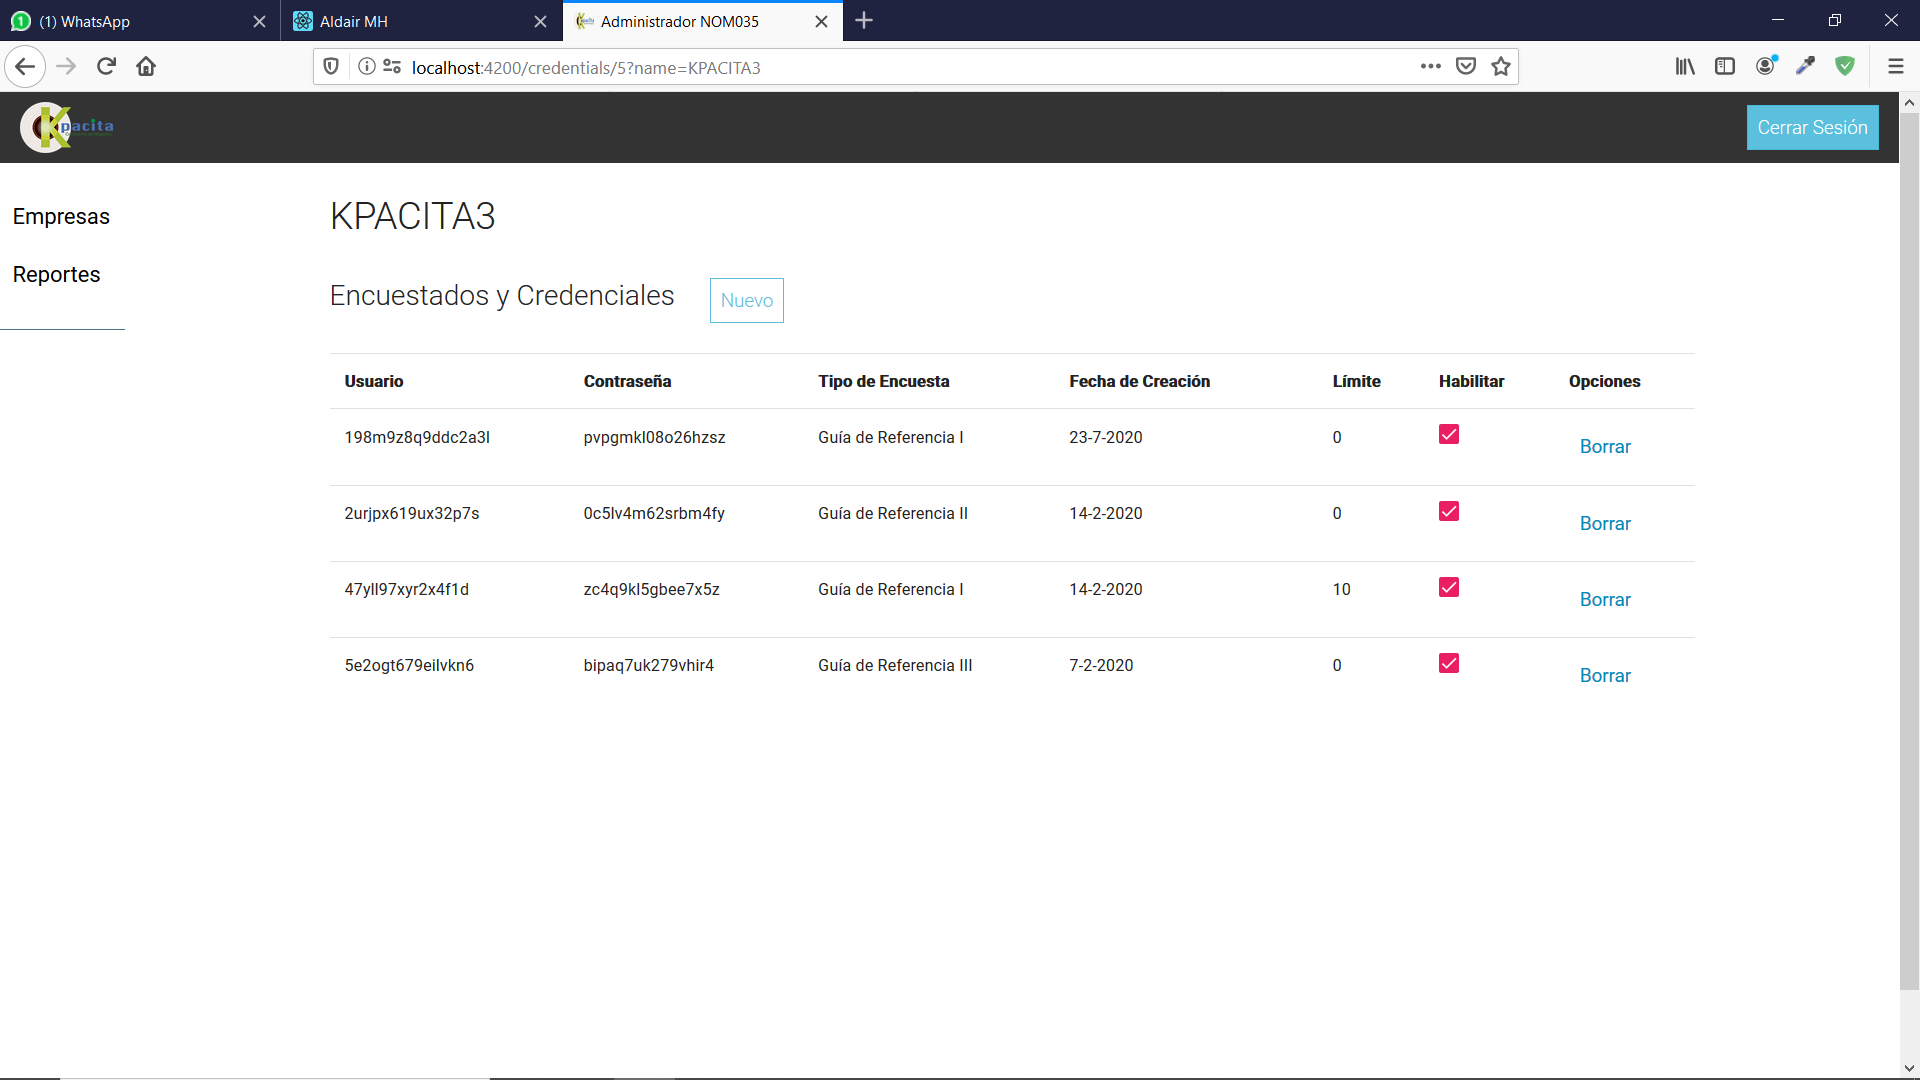 (1) WhatsApp
Aldair MH
Administrador NOM035
localhost:4200/credentials/5?name=KPACITA3
Kpacita
Cerrar Sesión
Empresas
Reportes
KPACITA3
Encuestados y Credenciales
Nuevo
Usuario Contraseña Tipo de Encuesta Fecha de Creación Límite Habilitar Opciones
198m9z8q9ddc2a3l pvpgmkl08o26hzsz Guía de Referencia I 23-7-2020 0 Borrar
2urjpx619ux32p7s 0c5lv4m62srbm4fy Guía de Referencia II 14-2-2020 0 Borrar
47yll97xyr2x4f1d zc4q9kl5gbee7x5z Guía de Referencia I 14-2-2020 10 Borrar
5e2ogt679eilvkn6 bipaq7uk279vhir4 Guía de Referencia III 7-2-2020 0 Borrar